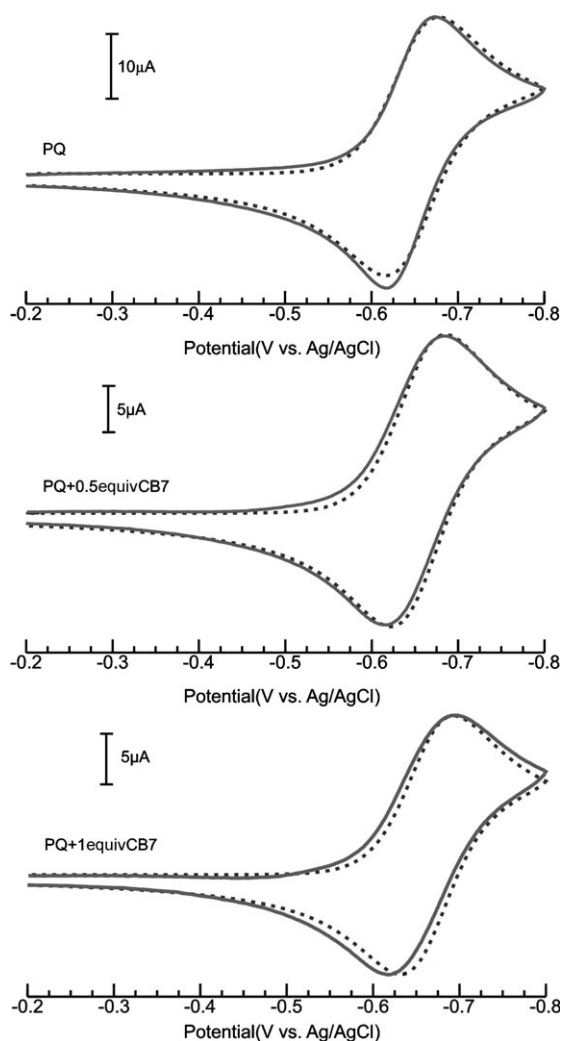 10μA
PQ
-0.2 -0.3 -0.4 -0.5 -0.6 -0.7 -0.8
Potential(V vs. Ag/AgCl)
5μA
PQ+0.5equivCB7
-0.2 -0.3 -0.4 -0.5 -0.6 -0.7 -0.8
Potential(V vs. Ag/AgCl)
5μA
PQ+1equivCB7
-0.2 -0.3 -0.4 -0.5 -0.6 -0.7 -0.8
Potential(V vs. Ag/AgCl)